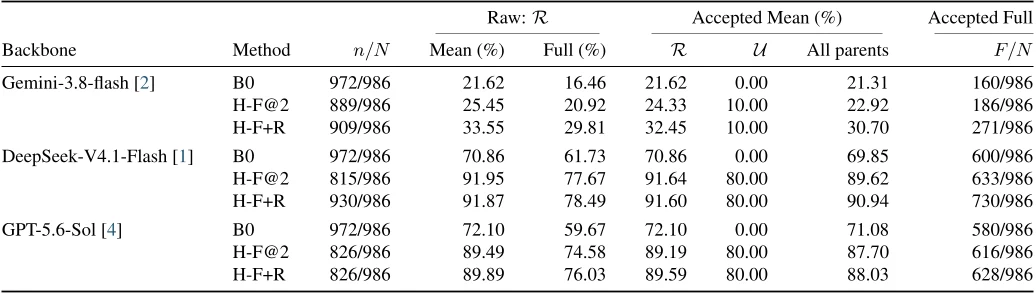 Raw: R Accepted Mean (%) Accepted Full
Backbone Method n/N Mean (%) Full (%) R U All parents F/N
Gemini-3.8-flash [2] B0 972/986 21.62 16.46 21.62 0.00 21.31 160/986
H-F@2 889/986 25.45 20.92 24.33 10.00 22.92 186/986
H-F+R 909/986 33.55 29.81 32.45 10.00 30.70 271/986
DeepSeek-V4.1-Flash [1] B0 972/986 70.86 61.73 70.86 0.00 69.85 600/986
H-F@2 815/986 91.95 77.67 91.64 80.00 89.62 633/986
H-F+R 930/986 91.87 78.49 91.60 80.00 90.94 730/986
GPT-5.6-Sol [4] B0 972/986 72.10 59.67 72.10 0.00 71.08 580/986
H-F@2 826/986 89.49 74.58 89.19 80.00 87.70 616/986
H-F+R 826/986 89.89 76.03 89.59 80.00 88.03 628/986